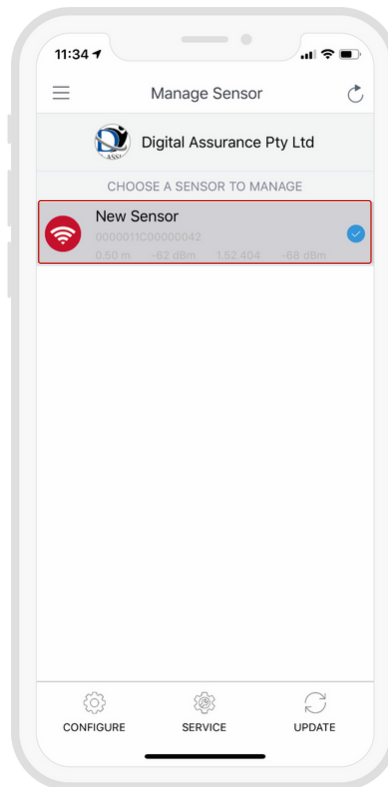 11:34
Manage Sensor
Digital Assurance Pty Ltd
CHOOSE A SENSOR TO MANAGE
New Sensor
0000011C00000042
0.50 m -62 dBm 1.52.404 -68 dBm
CONFIGURE SERVICE UPDATE